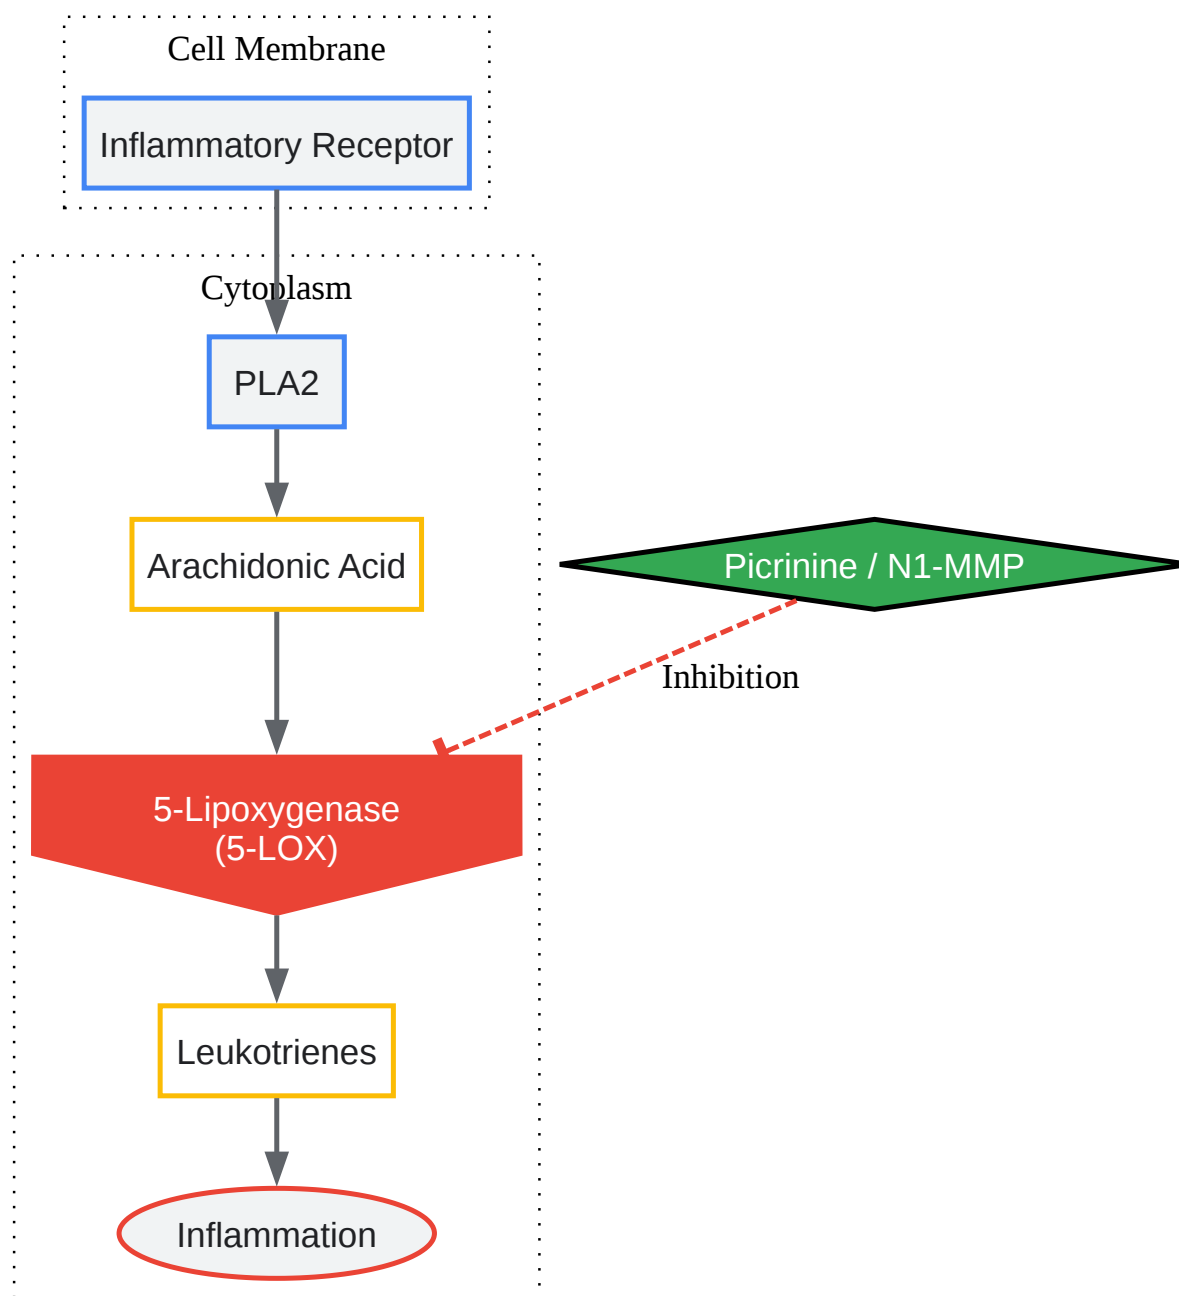 Cell Membrane
Inflammatory Receptor
Cytoplasm
PLA2
Arachidonic Acid
Picrinine / N1-MMP
Inhibition
5-Lipoxygenase
(5-LOX)
Leukotrienes
Inflammation